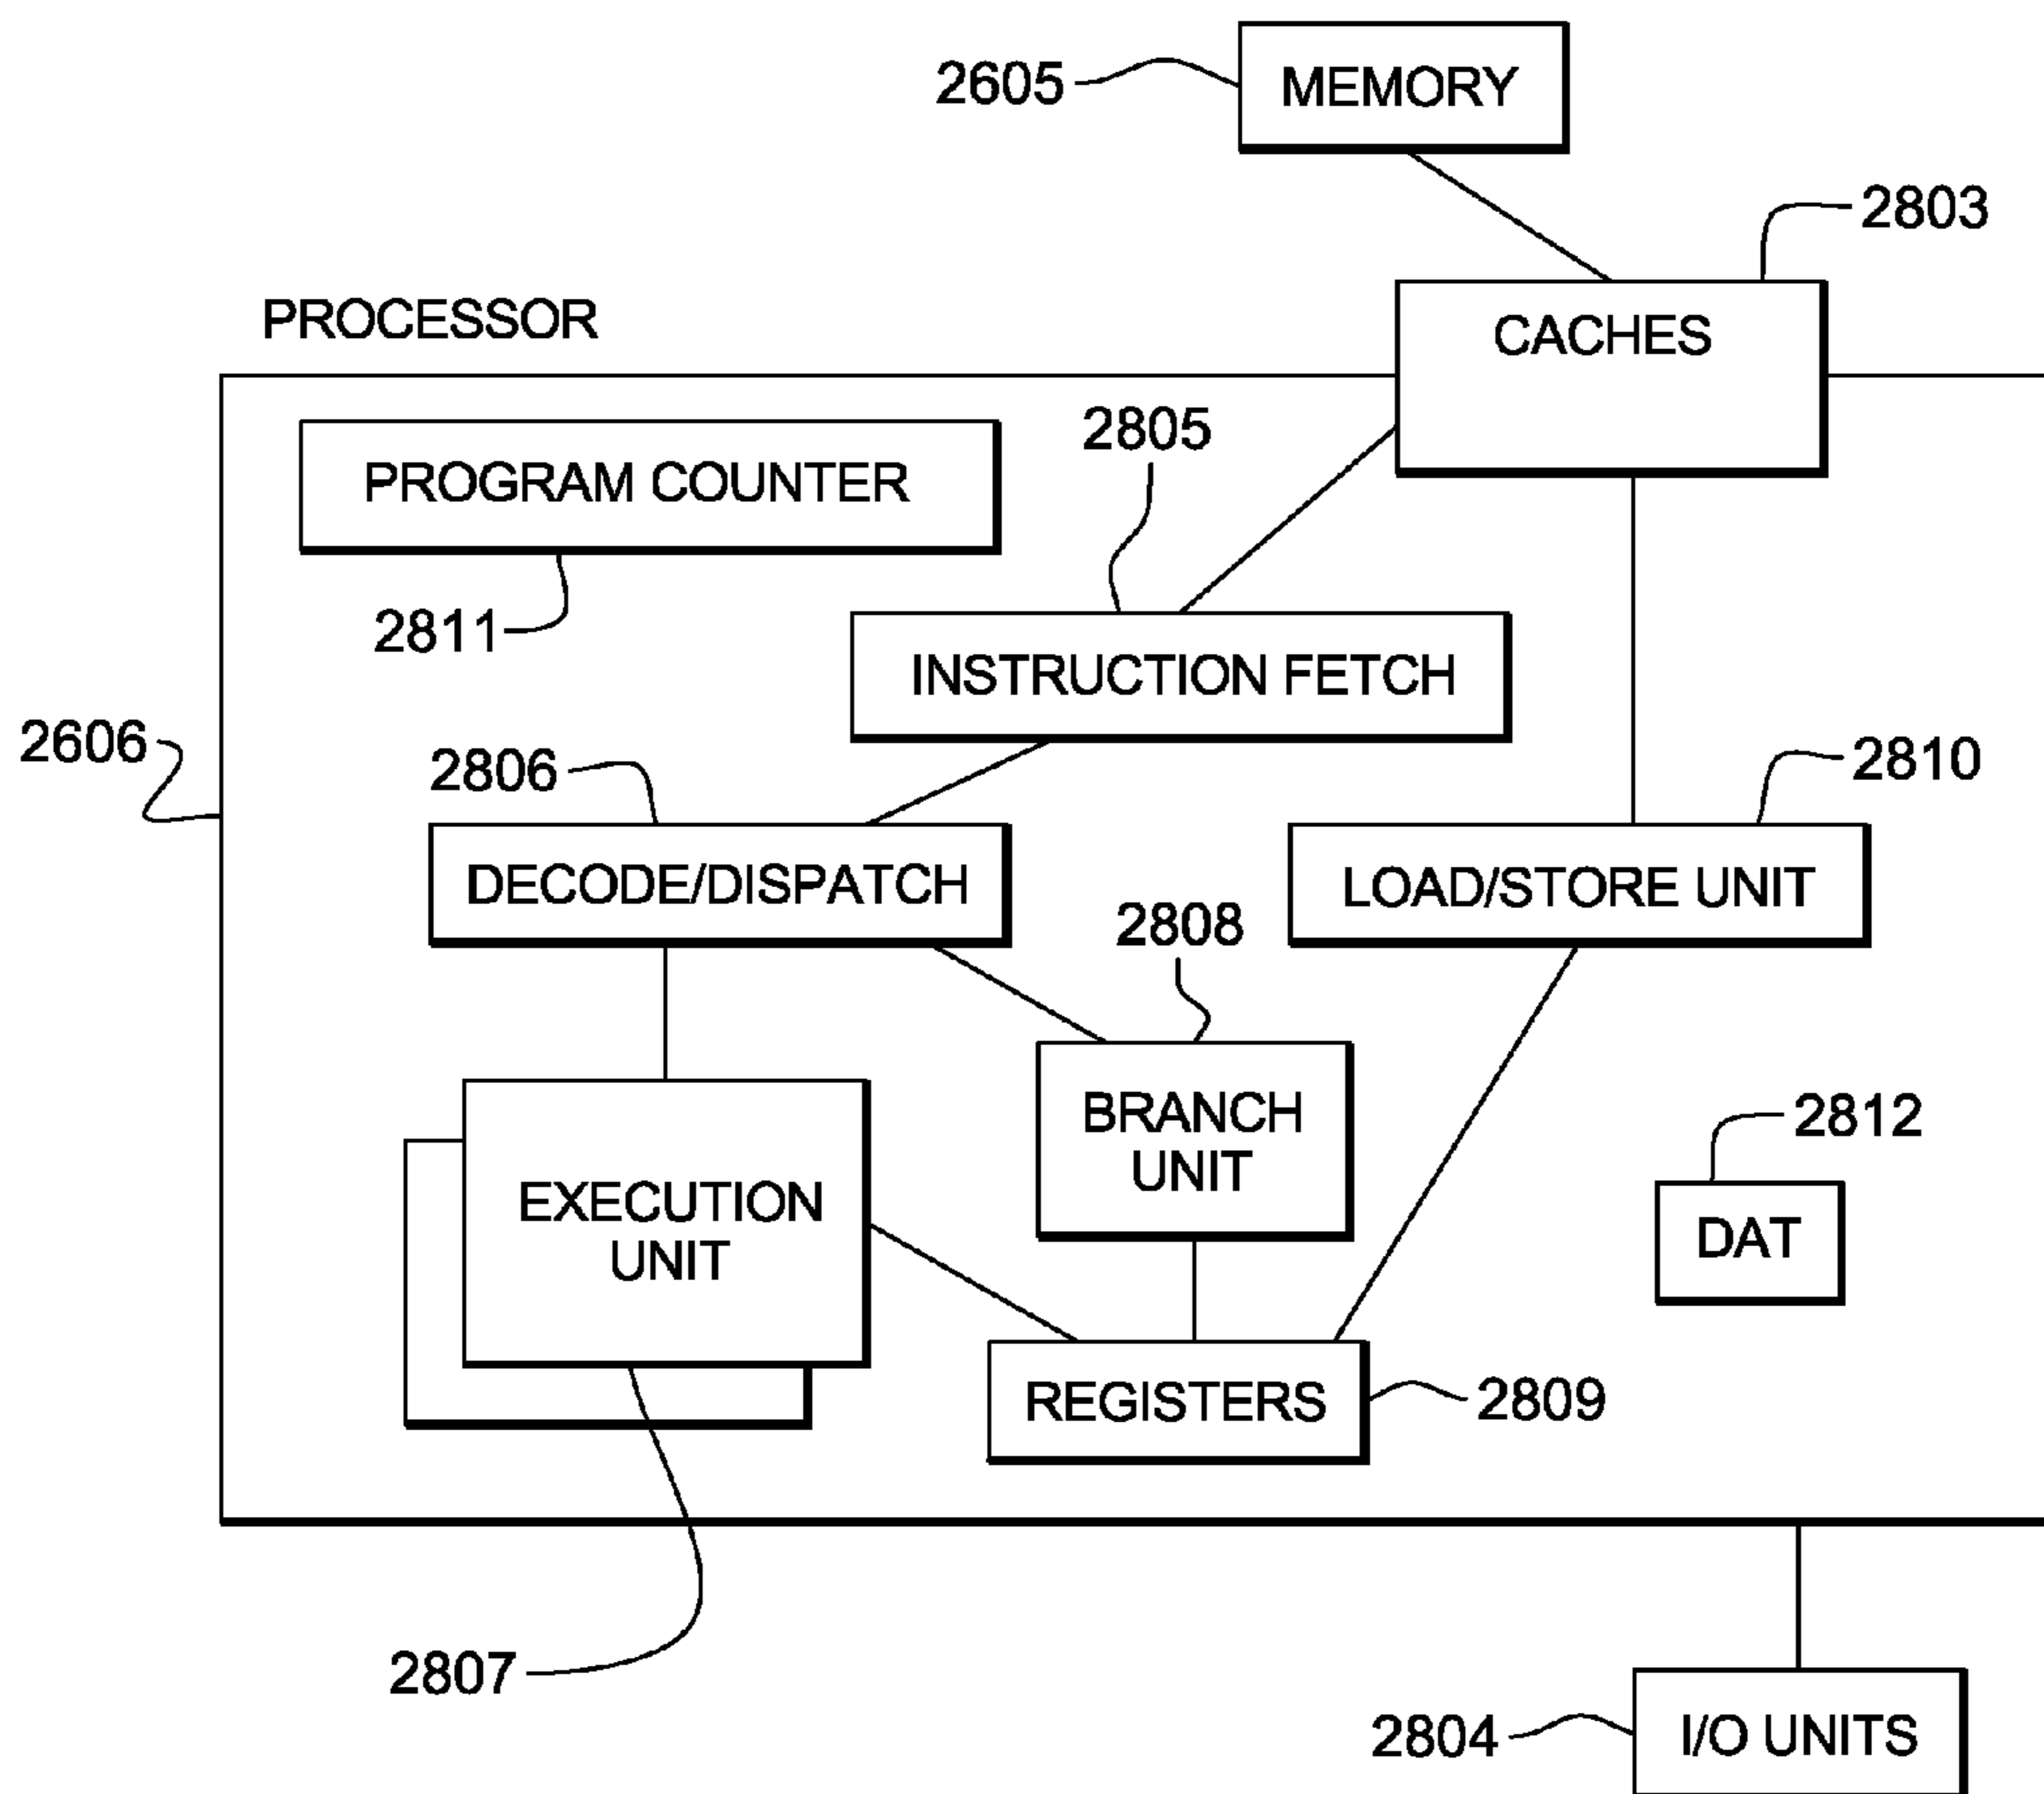 2605
MEMORY
2803
CACHES
PROCESSOR
PROGRAM COUNTER
2805
2811
INSTRUCTION FETCH
2606
2806
2810
DECODE/DISPATCH
LOAD/STORE UNIT
2808
BRANCH
UNIT
2812
EXECUTION
UNIT
DAT
REGISTERS
2809
2807
2804
I/O UNITS